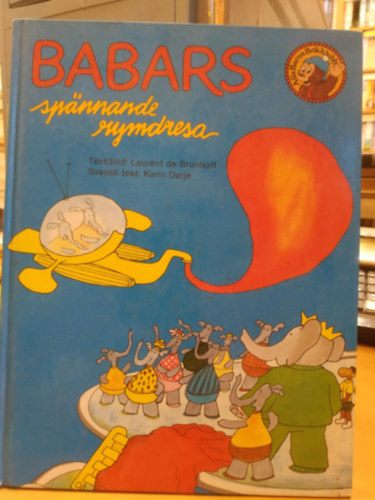 BABARS
spännande
rymdresa
Text/bild: Laurent de Brunhoff
Svensk text: Karin Darje